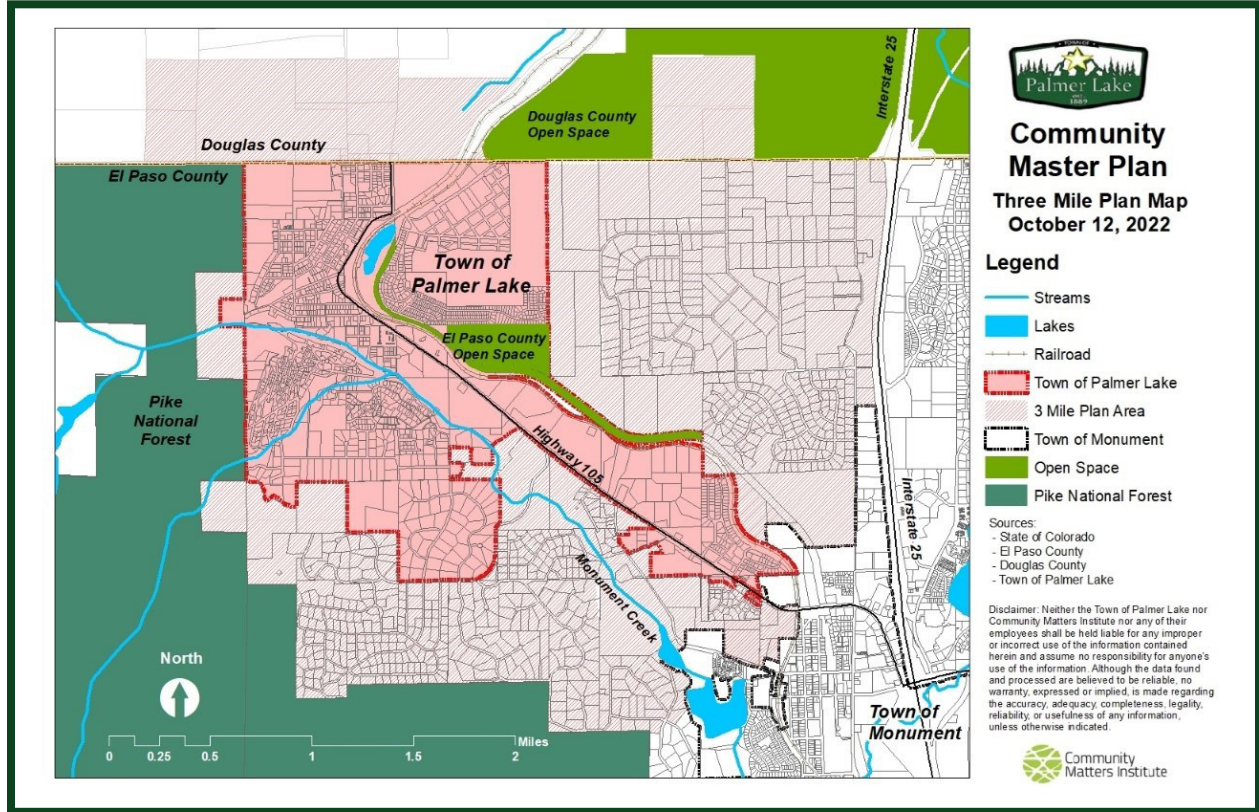 TOWN OF
Palmer Lake
1889
Community
Master Plan
Three Mile Plan Map
October 12, 2022
Legend
Streams
Lakes
Railroad
Town of Palmer Lake
3 Mile Plan Area
Town of Monument
Open Space
Pike National Forest
Sources:
- State of Colorado
- El Paso County
- Douglas County
- Town of Palmer Lake
Disclaimer: Neither the Town of Palmer Lake nor
Community Matters Institute nor any of their
employees shall be held liable for any improper
or incorrect use of the information contained
herein and assume no responsibility for anyone's
use of the information. Although the data found
and processed are believed to be reliable, no
warranty, expressed or implied, is made regarding
the accuracy, adequacy, completeness, legality,
reliability, or usefulness of any information,
unless otherwise indicated.
Community
Matters Institute
Interstate 25
Douglas County
Open Space
Douglas County
El Paso County
Town of
Palmer Lake
El Paso County
Open Space
Pike
National
Forest
Highway 105
Interstate 25
Monument Creek
North
Town of
Monument
Miles
0 0.25 0.5 1 1.5 2